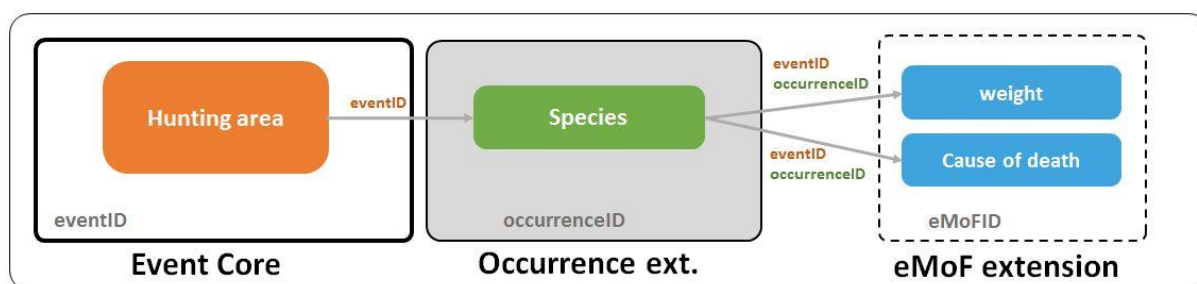 Hunting area
eventID
eventID
Event Core
Species
occurrenceID
Occurrence ext.
eventID
occurrenceID
eventID
occurrenceID
weight
Cause of death
eMoFID
eMoF extension